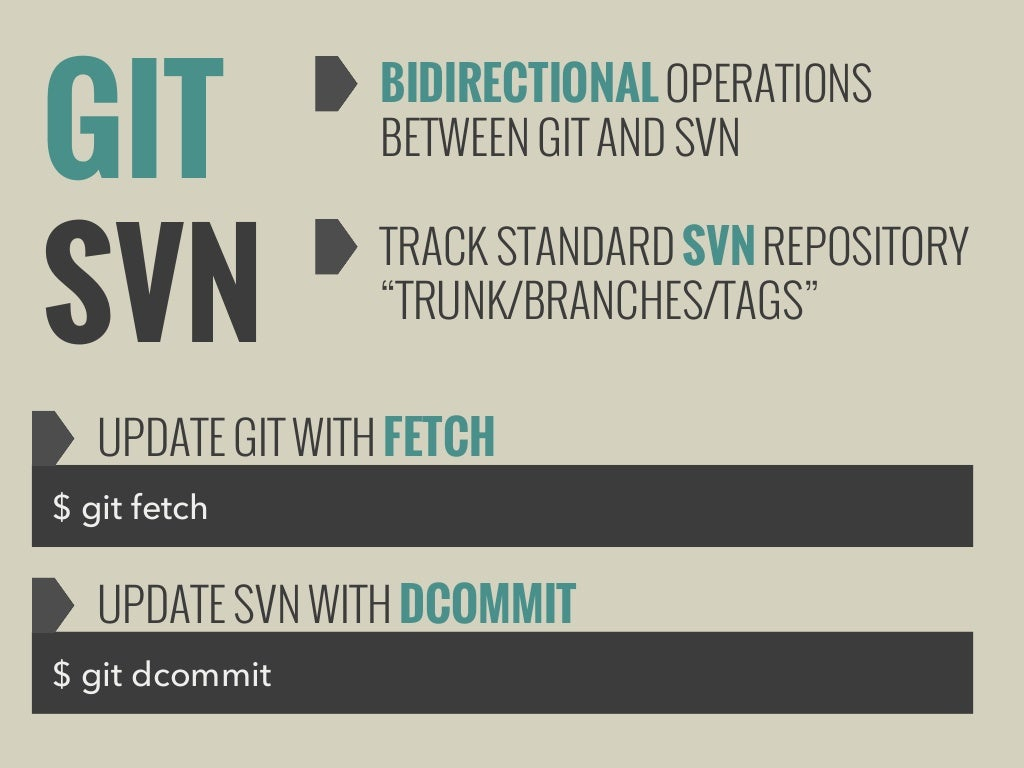 GIT
SVN
BIDIRECTIONAL OPERATIONS
BETWEEN GIT AND SVN
TRACK STANDARD SVN REPOSITORY
“TRUNK/BRANCHES/TAGS”
UPDATE GIT WITH FETCH
$ git fetch
UPDATE SVN WITH DCOMMIT
$ git dcommit